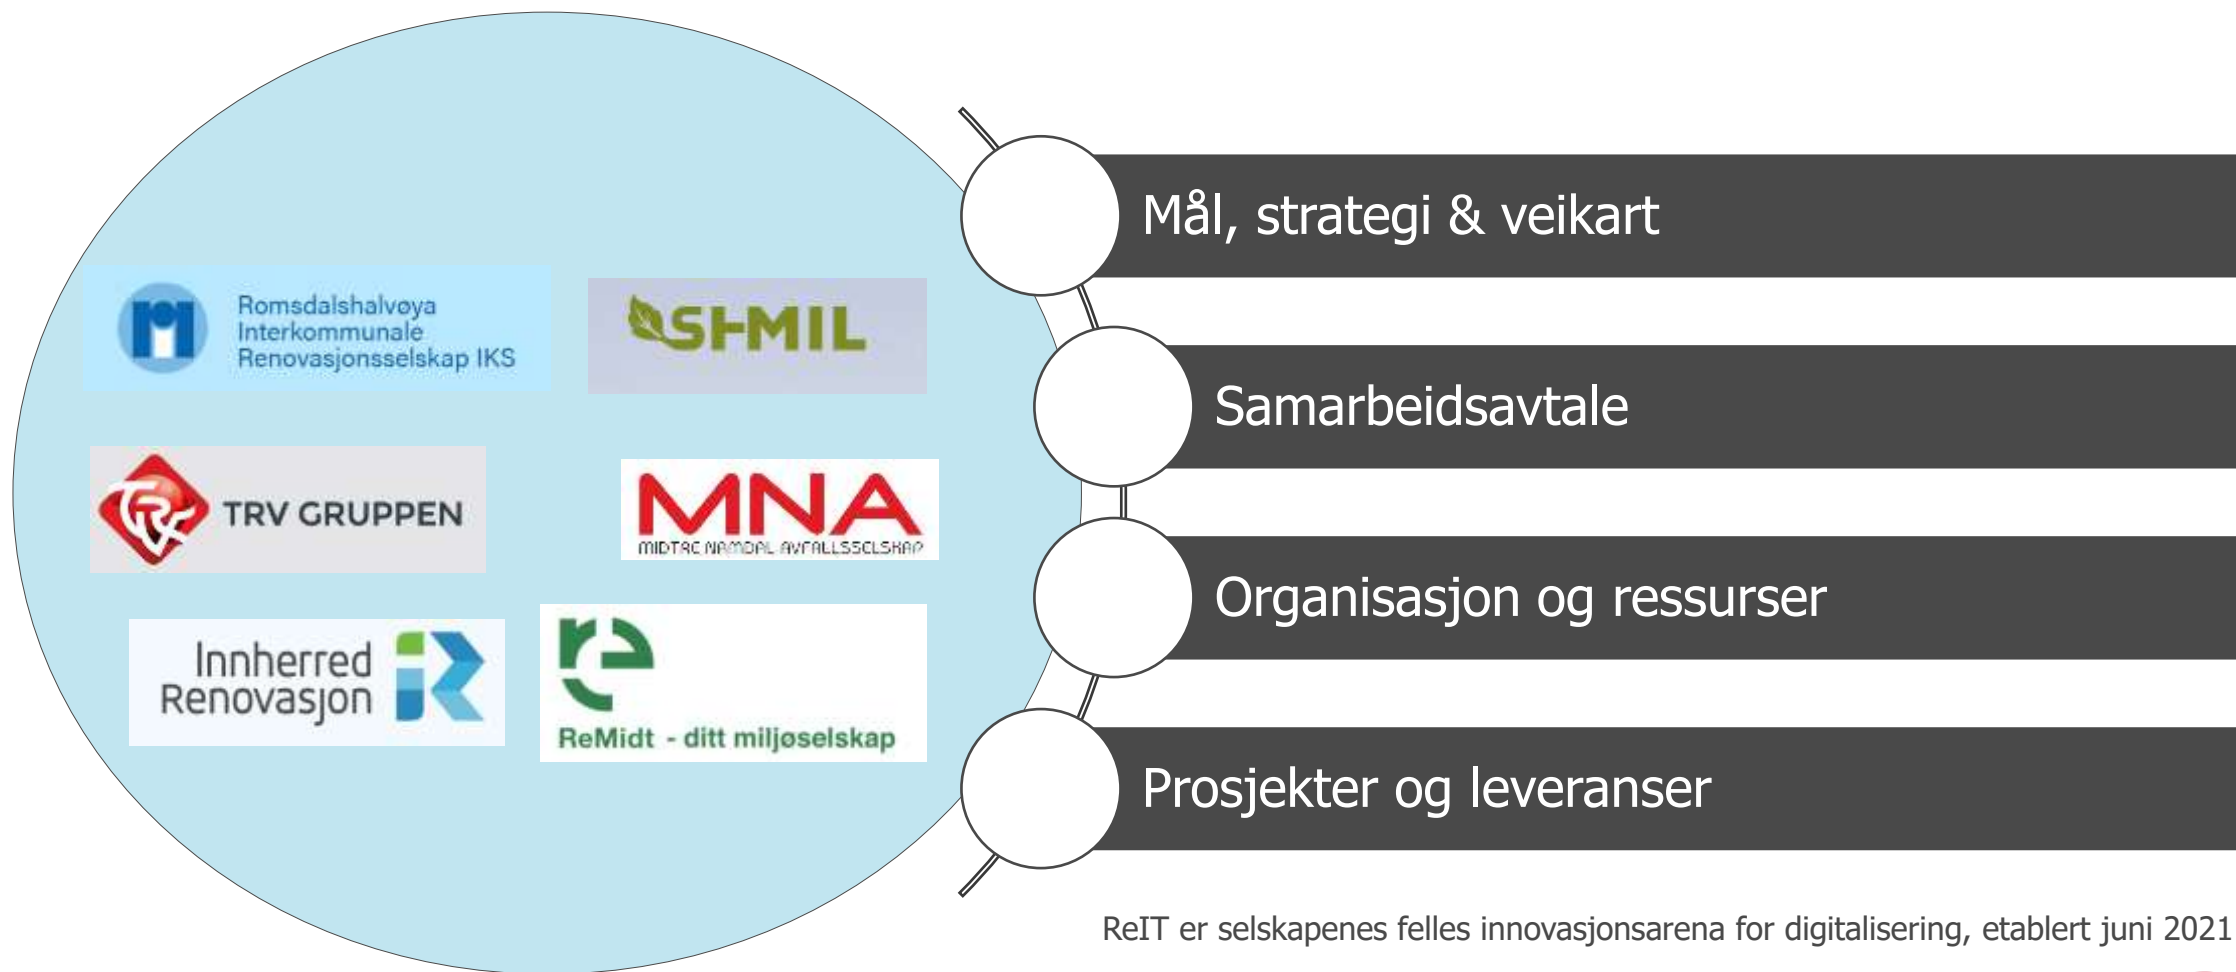 Romsdalshalvøya
Interkommunale
Renovasjonsselskap IKS
SHMIL
TRV GRUPPEN
MNA
MIDTRE NAMDAL AVFALLSSELSKAP
Innherred
Renovasjon
re
ReMidt - ditt miljøselskap
Mål, strategi & veikart
Samarbeidsavtale
Organisasjon og ressurser
Prosjekter og leveranser
ReIT er selskapenes felles innovasjonsarena for digitalisering, etablert juni 2021